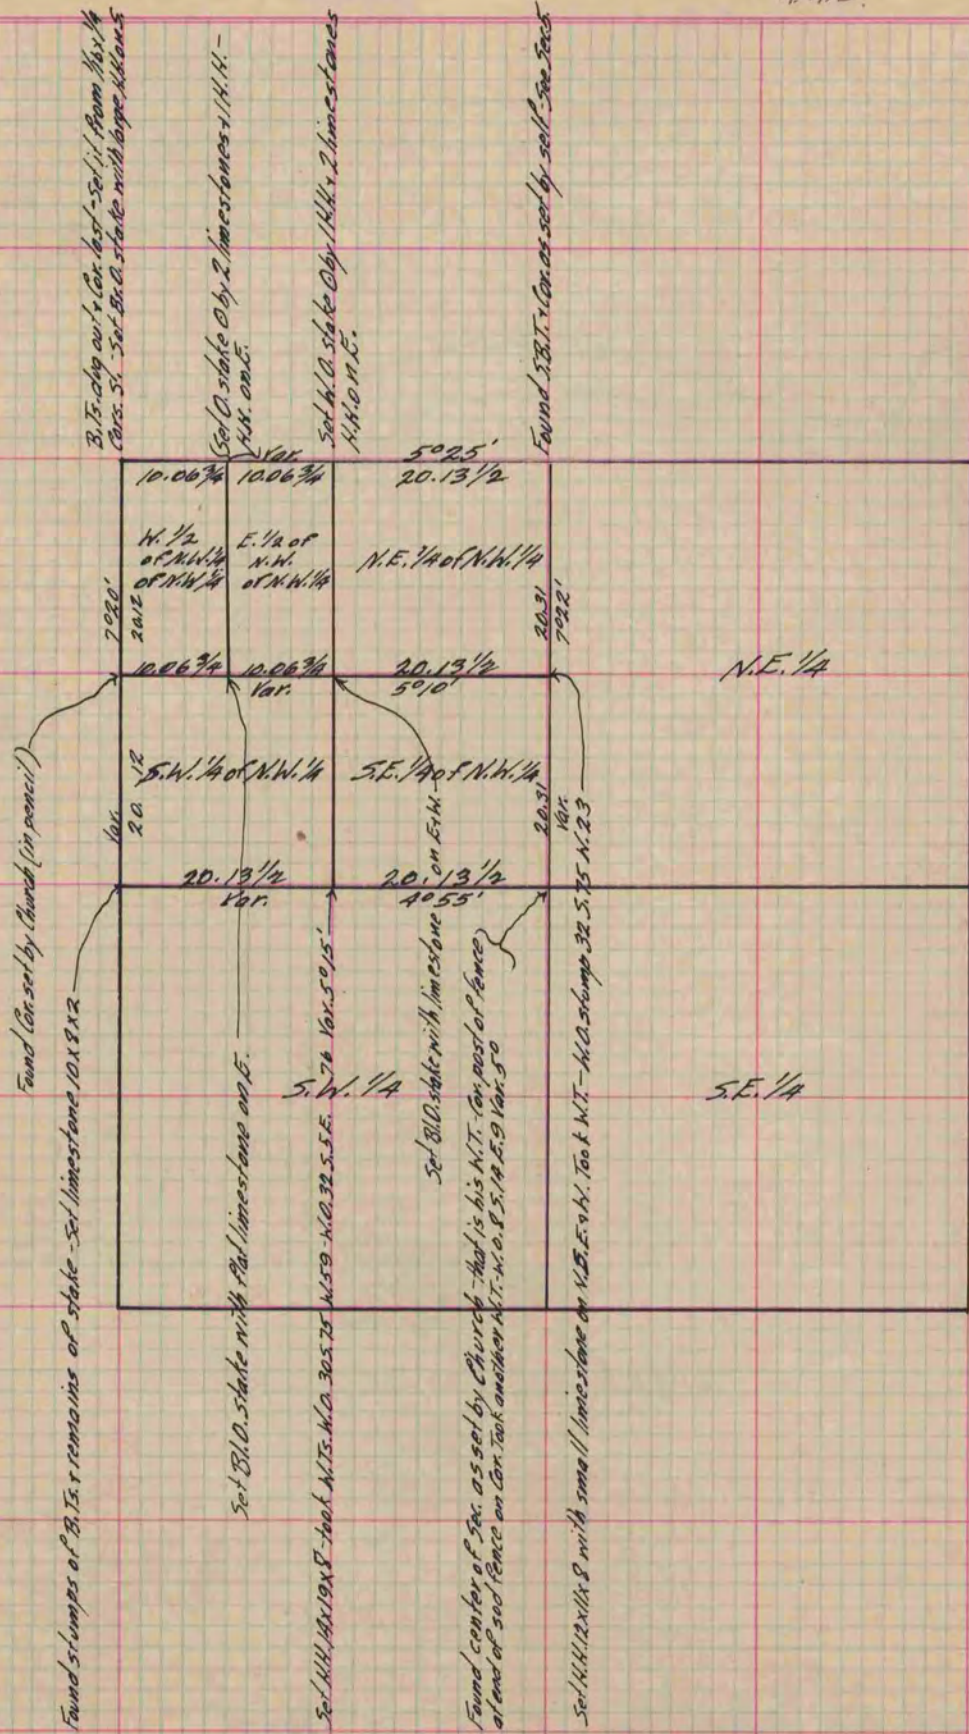 B.Ts. dug out & Cor. lost - Set it from 1/16 x 1/4
Cors. S. - Set Br.O. stake with large H.H. on S.
Set O. stake 0 by 2 limestones & 1 H.H. -
H.H. on E.
Set W.O. stake 0 by 1 H.H. & 2 limestones
H.H. on E.
Found S.B.T. & Cor. as set by self - See Sec 5
Var.
5°25'
10.06 3/4
10.06 3/4
20.13 1/2
W. 1/2
of N.W. 1/4
of N.W. 1/4
E. 1/2 of
N.W.
of N.W. 1/4
N.E. 1/4 of N.W. 1/4
7°20'
20.12
20.31
7°22'
10.06 3/4
10.06 3/4
20.13 1/2
Var.
5°10'
N.E. 1/4
Found Cor. set by Church (in pencil)
S.W. 1/4 of N.W. 1/4
S.E. 1/4 of N.W. 1/4
Var.
20.12
20.31
Var.
20.13 1/2
20.13 1/2
Var.
4°55'
S.W. 1/4
S.E. 1/4
Found stumps of B.Ts. & remains of stake - set limestone 10x8x2
Set Bl.O. stake with flat limestone on E.
Set H.H. 14x19x8 - took W.Ts. W.O. 30 S 75 W. 59 - W.O. 32 S. 5 E. 76 Var. 5°15'
Set Bl.O. stake with limestone on E & W.
Found center of Sec. as set by Church - that is his W.T. - Cor. post of fence
at end of sod fence on Cor. Took another W.T. - W.O. 8 S. 14 E. 9 Var. 5°
Set H.H. 12x11x8 with small limestone on N.S.E. & W. Took W.T. - W.O. stump 32 S. 75 W. 23